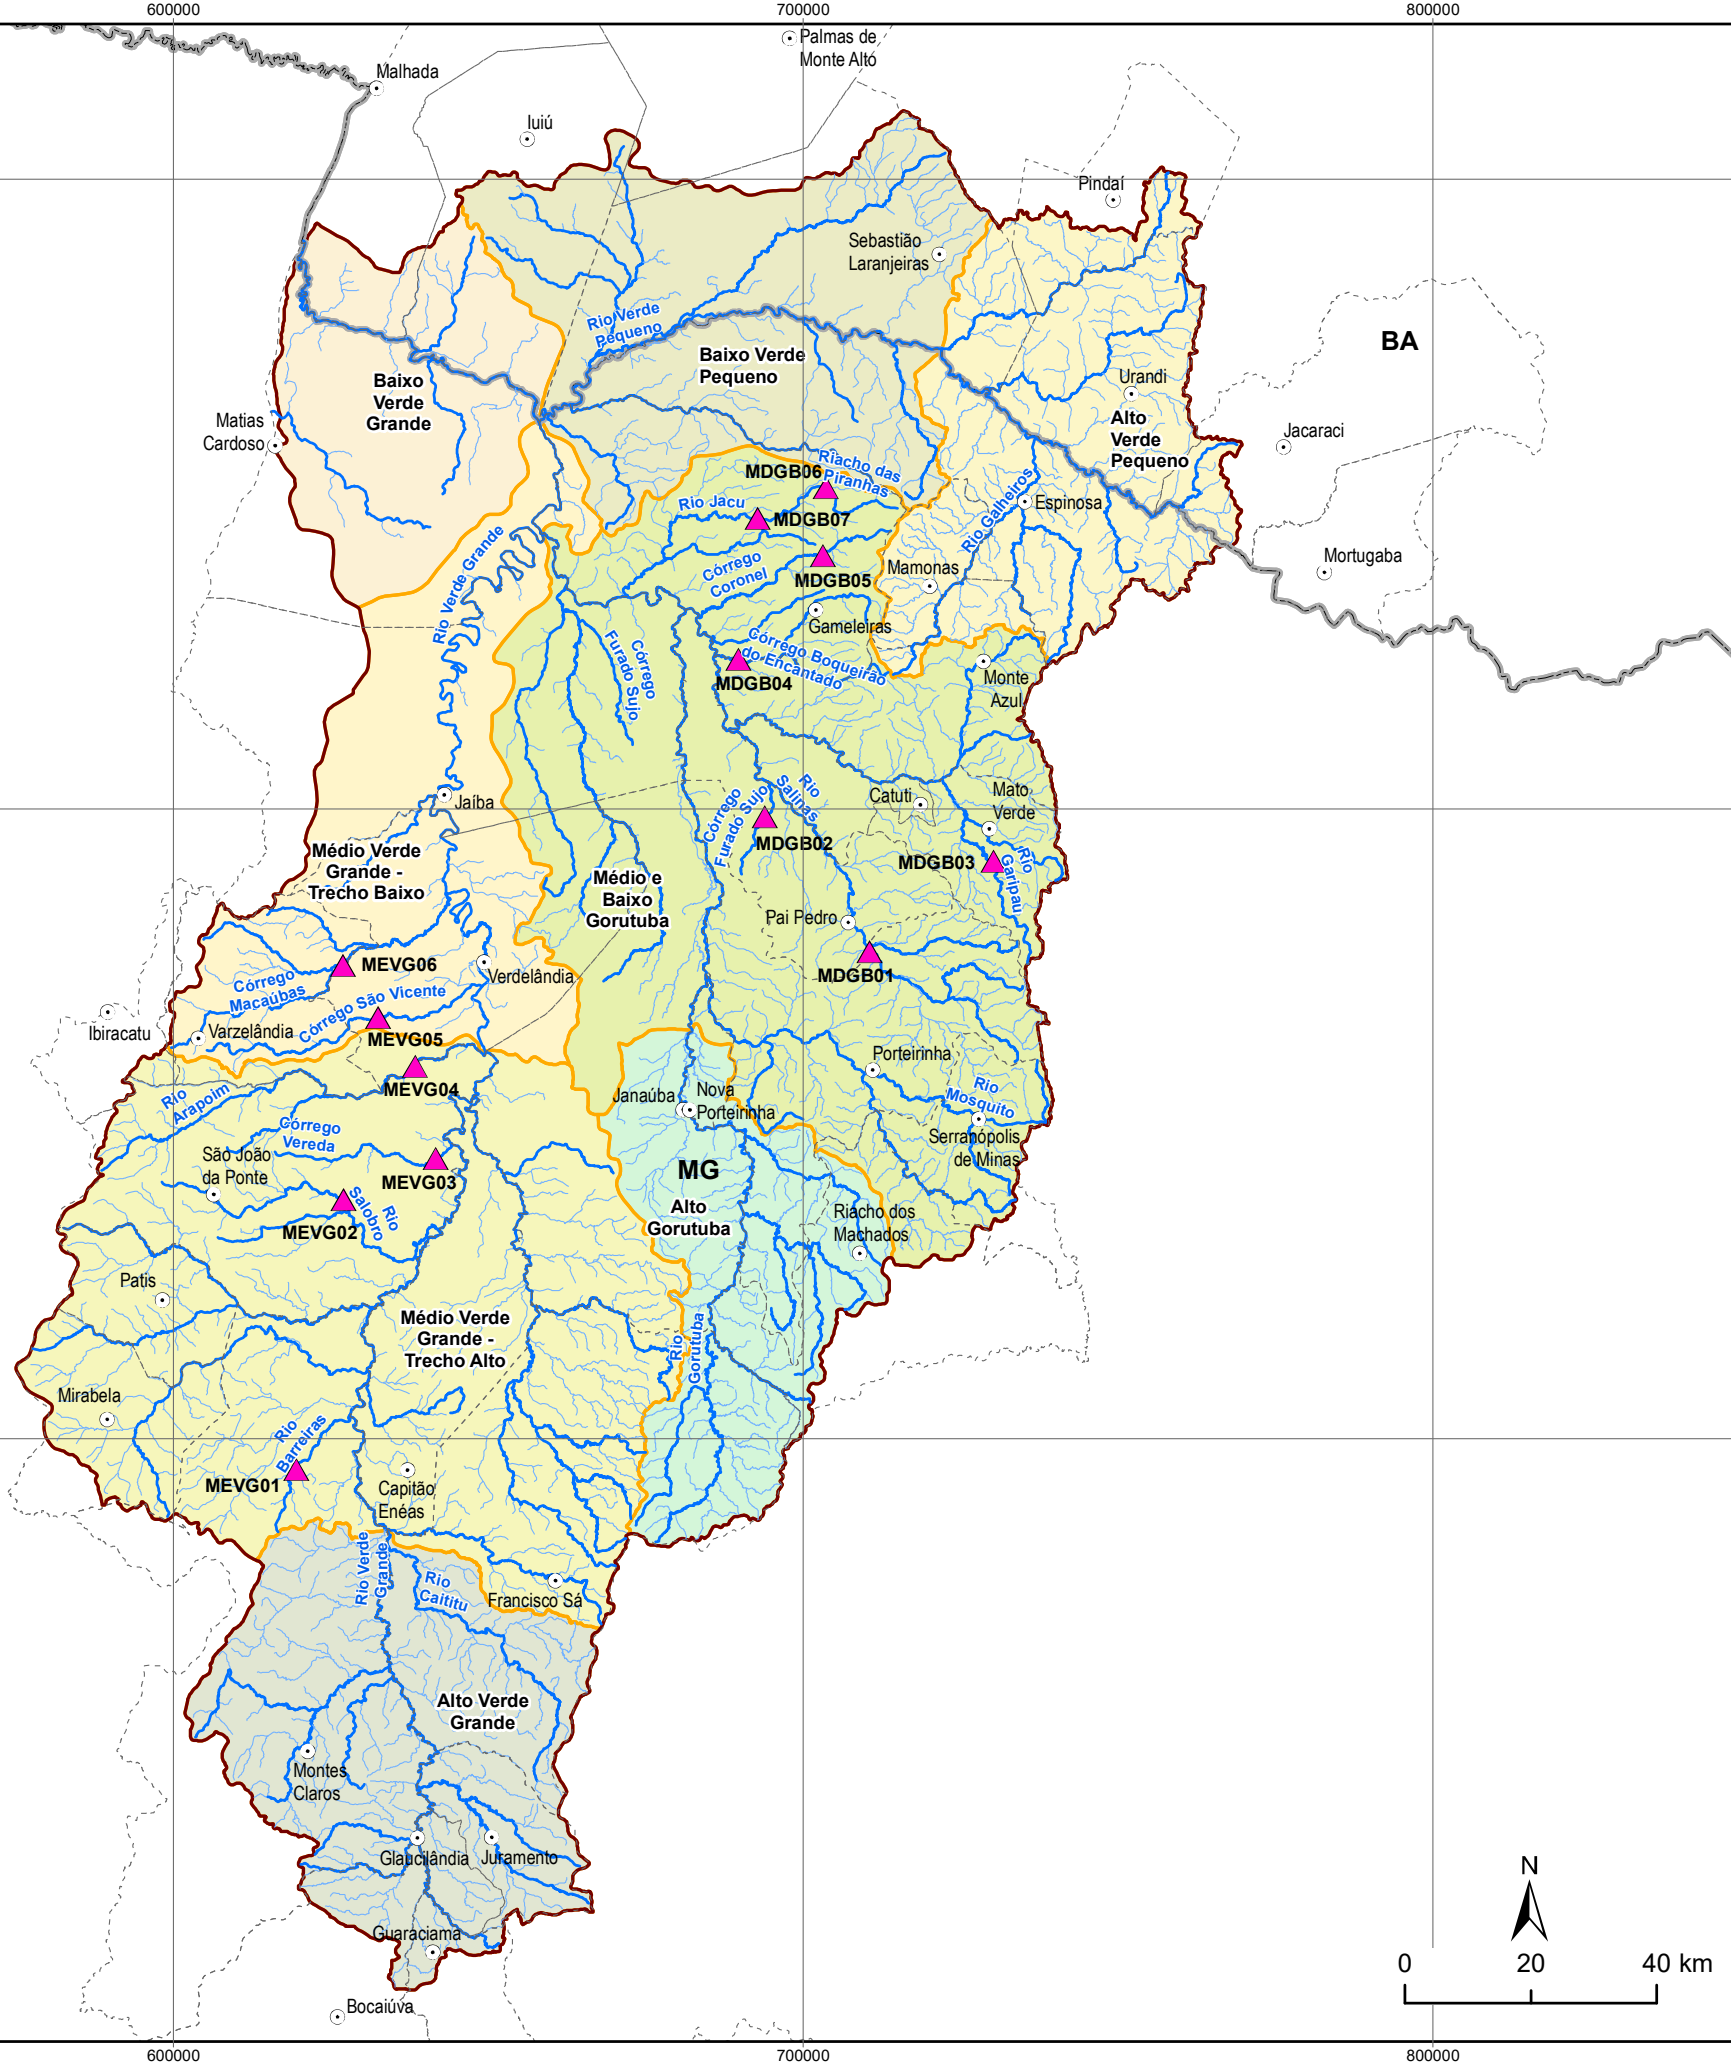 600000
700000
800000
Palmas de
Monte Alto
Malhada
Iuiú
Pindaí
Sebastião
Laranjeiras
Rio Verde
Pequeno
BA
Baixo Verde
Pequeno
Baixo
Verde
Grande
Urandi
Alto
Verde
Pequeno
Matias
Cardoso
Jacaraci
Riacho das
Piranhas
MDGB06
Rio Jacu
MDGB07
Rio Galheiros
Espinosa
Rio Verde Grande
Córrego
Coronel
MDGB05
Mamonas
Mortugaba
Gameleiras
Córrego Boqueirão
do Encantado
MDGB04
Córrego
Furado Sujo
Monte
Azul
Jaíba
Córrego
Furado Sujo
Rio
Salinas
Catuti
Mato
Verde
MDGB02
MDGB03
Rio
Garipau
Médio Verde
Grande -
Trecho Baixo
Médio e
Baixo
Gorutuba
Pai Pedro
MEVG06
Verdelândia
MDGB01
Córrego
Macaúbas
Córrego São Vicente
Ibiracatu
Varzelândia
MEVG05
MEVG04
Porteirinha
Rio
Arapoim
Janaúba
Nova
Porteirinha
Rio
Mosquito
Córrego
Vereda
Serranópolis
de Minas
São João
da Ponte
MEVG03
MG
Rio
Salobro
MEVG02
Alto
Gorutuba
Riacho dos
Machados
Patis
Médio Verde
Grande -
Trecho Alto
Rio
Gorutuba
Mirabela
Rio
Barreiras
MEVG01
Capitão
Enéas
Rio Verde
Grande
Rio
Caititu
Francisco Sá
Alto Verde
Grande
Montes
Claros
Glaucilândia
Juramento
Guaraciama
N
0
20
40 km
Bocaiúva
600000
700000
800000